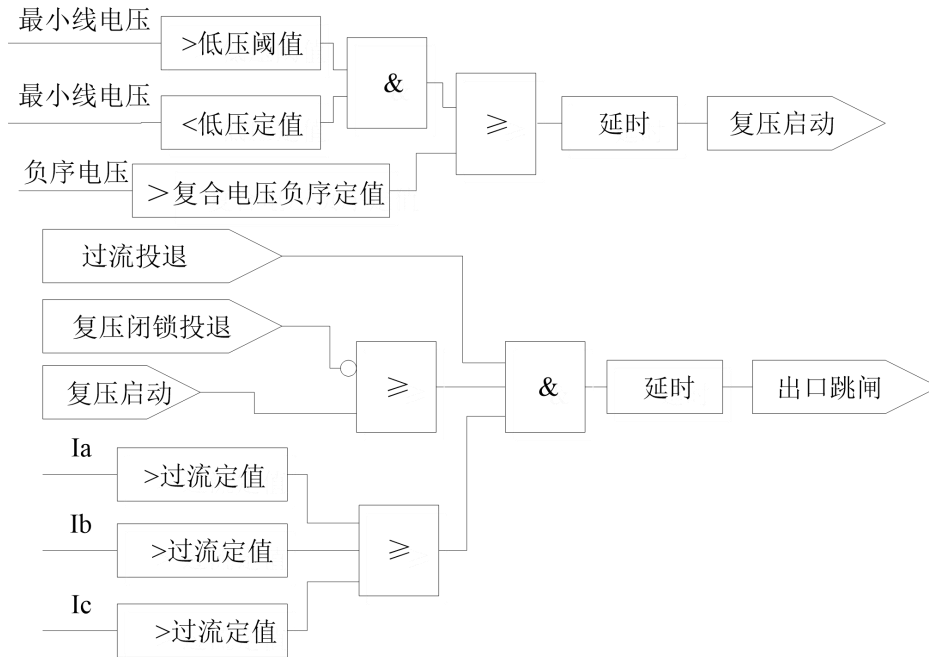 最小线电压
>低压阈值
&
最小线电压
<低压定值
≥
延时
复压启动
负序电压
>复合电压负序定值
过流投退
复压闭锁投退
≥
复压启动
&
延时
出口跳闸
Ia
>过流定值
Ib
>过流定值
≥
Ic
>过流定值